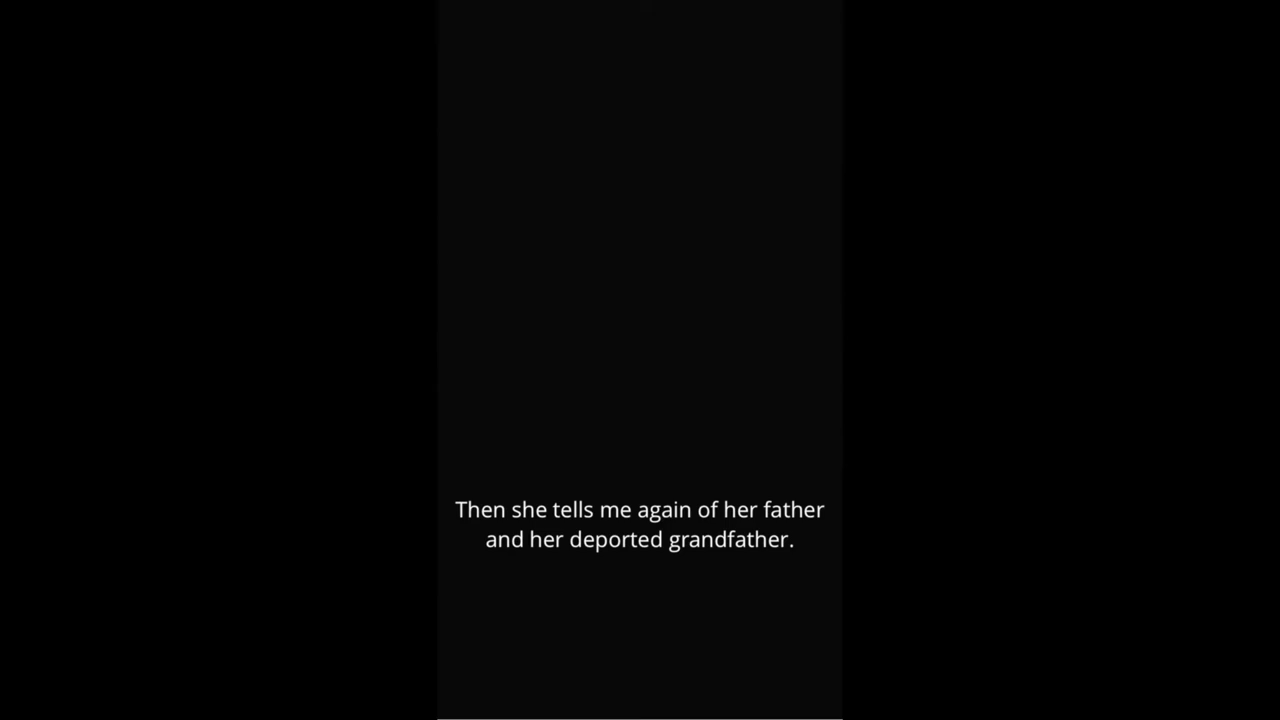 Then she tells me again of her father
and her deported grandfather.